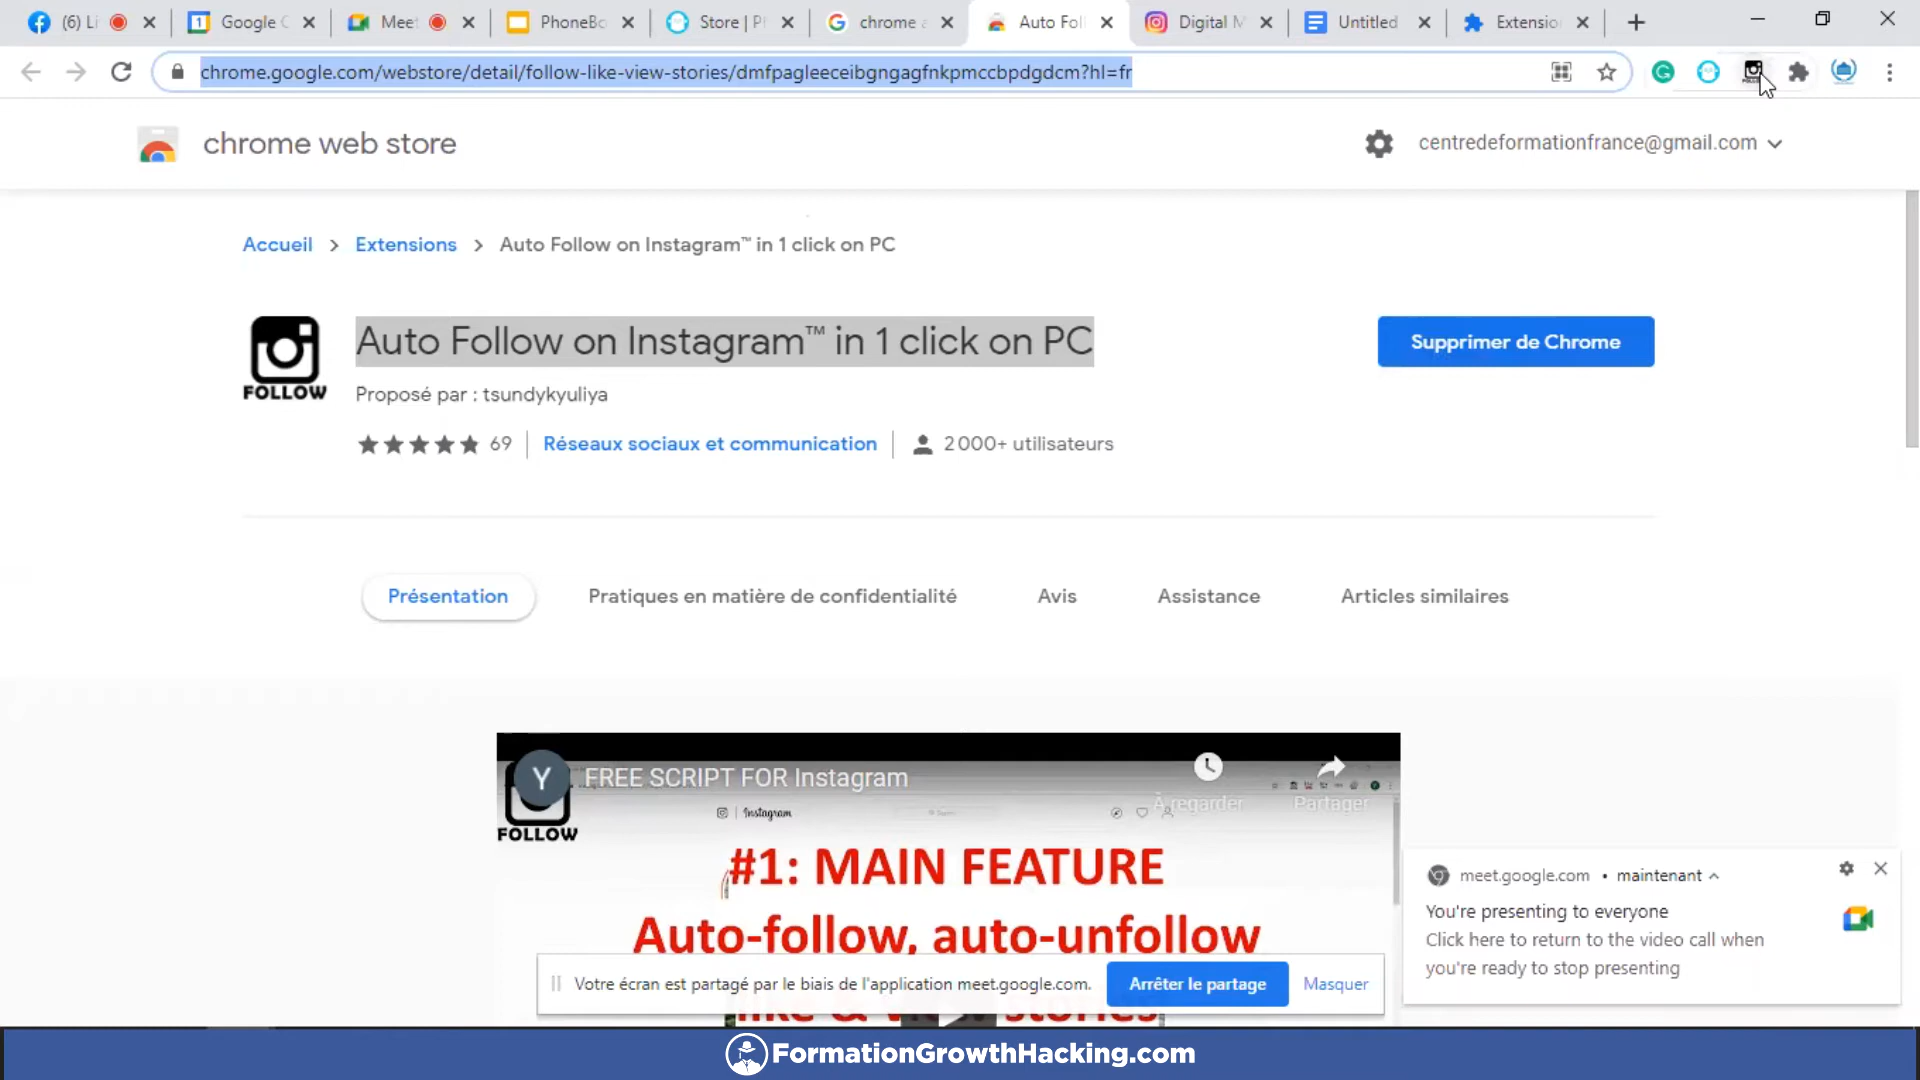 (6) Li
Google C
Meet
PhoneBo
Store | P
chrome a
Auto Foll
Digital M
Untitled
Extensio
chrome.google.com/webstore/detail/follow-like-view-stories/dmfpagleeceibgngagfnkpmccbpdgdcm?hl=fr
chrome web store
centredeformationfrance@gmail.com
Accueil > Extensions > Auto Follow on Instagram™ in 1 click on PC
FOLLOW
Auto Follow on Instagram™ in 1 click on PC
Supprimer de Chrome
Proposé par : tsundykyuliya
69
Réseaux sociaux et communication
2 000+ utilisateurs
Présentation
Pratiques en matière de confidentialité
Avis
Assistance
Articles similaires
Y
FREE SCRIPT FOR Instagram
À regarder
Partager
Instagram
FOLLOW
#1: MAIN FEATURE
Auto-follow, auto-unfollow
like & view stories
meet.google.com • maintenant
You're presenting to everyone
Click here to return to the video call when
you're ready to stop presenting
Votre écran est partagé par le biais de l'application meet.google.com.
Arrêter le partage
Masquer
FormationGrowthHacking.com